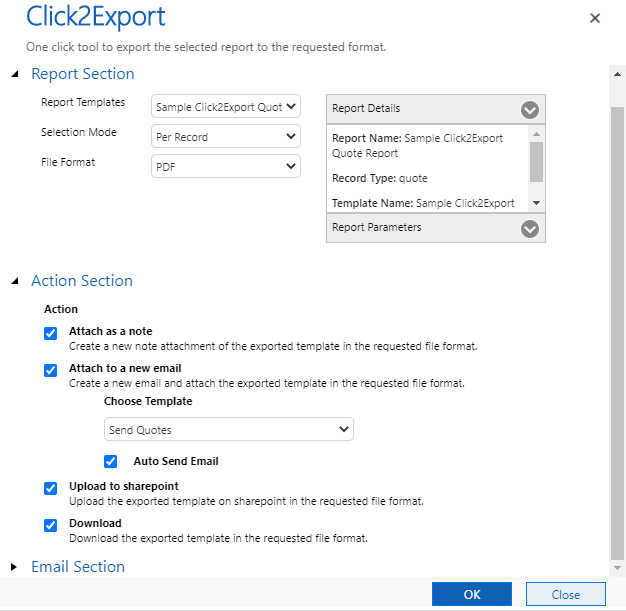 Click2Export
One click tool to export the selected report to the requested format.
Report Section
Report Templates
Sample Click2Export Quot
Selection Mode
Per Record
File Format
PDF
Report Details
Report Name: Sample Click2Export
Quote Report
Record Type: quote
Template Name: Sample Click2Export
Report Parameters
Action Section
Action
Attach as a note
Create a new note attachment of the exported template in the requested file format.
Attach to a new email
Create a new email and attach the exported template in the requested file format.
Choose Template
Send Quotes
Auto Send Email
Upload to sharepoint
Upload the exported template on sharepoint in the requested file format.
Download
Download the exported template in the requested file format.
Email Section
OK
Close